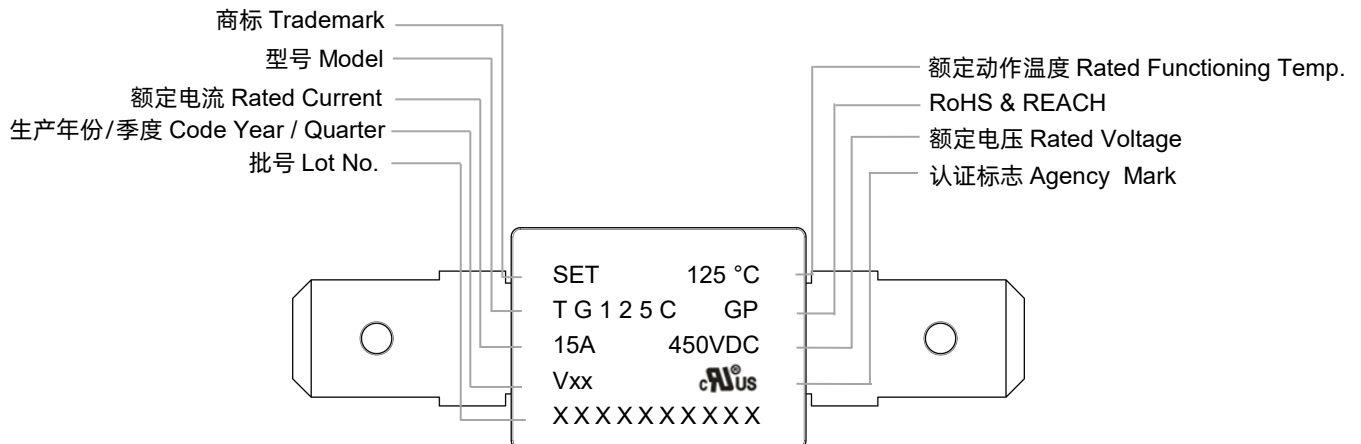 商标 Trademark
型号 Model
额定电流 Rated Current
生产年份/季度 Code Year / Quarter
批号 Lot No.
额定动作温度 Rated Functioning Temp.
RoHS & REACH
额定电压 Rated Voltage
认证标志 Agency Mark
SET 125 °C
T G 1 2 5 C GP
15A 450VDC
Vxx c RU® US
X X X X X X X X X X